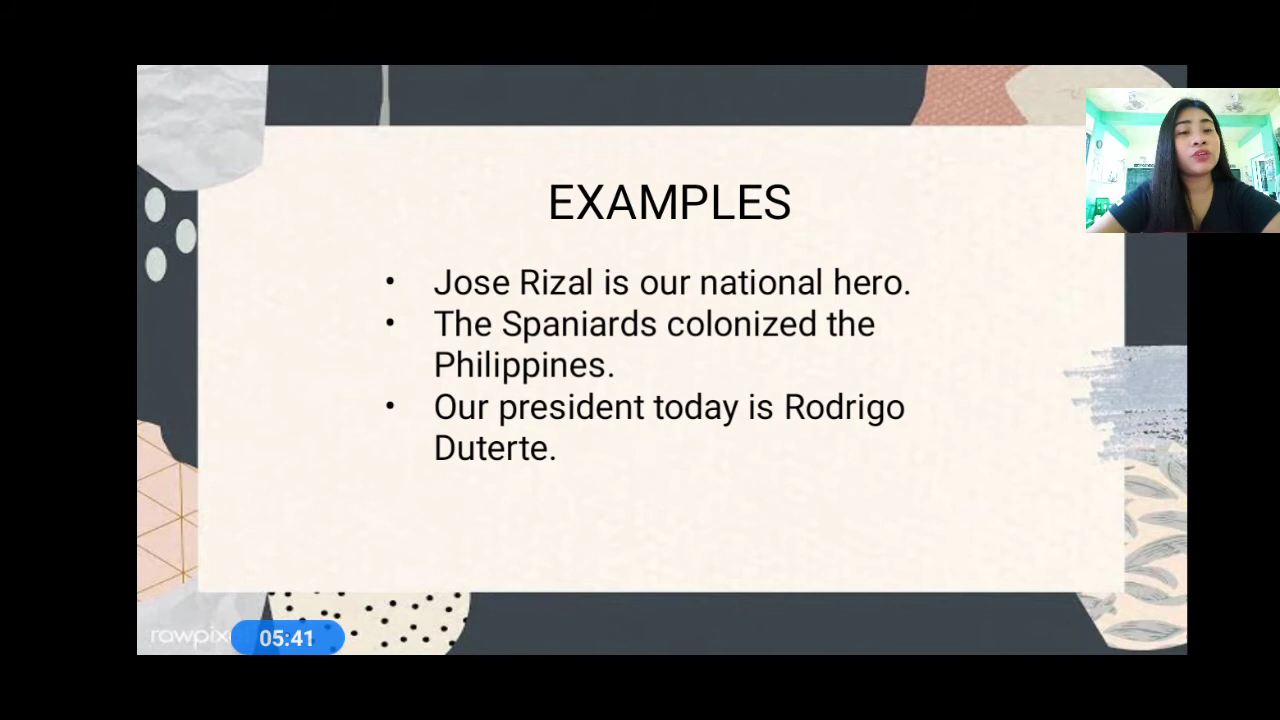 EXAMPLES
• Jose Rizal is our national hero.
• The Spaniards colonized the
Philippines.
• Our president today is Rodrigo
Duterte.
rawpix
05:41